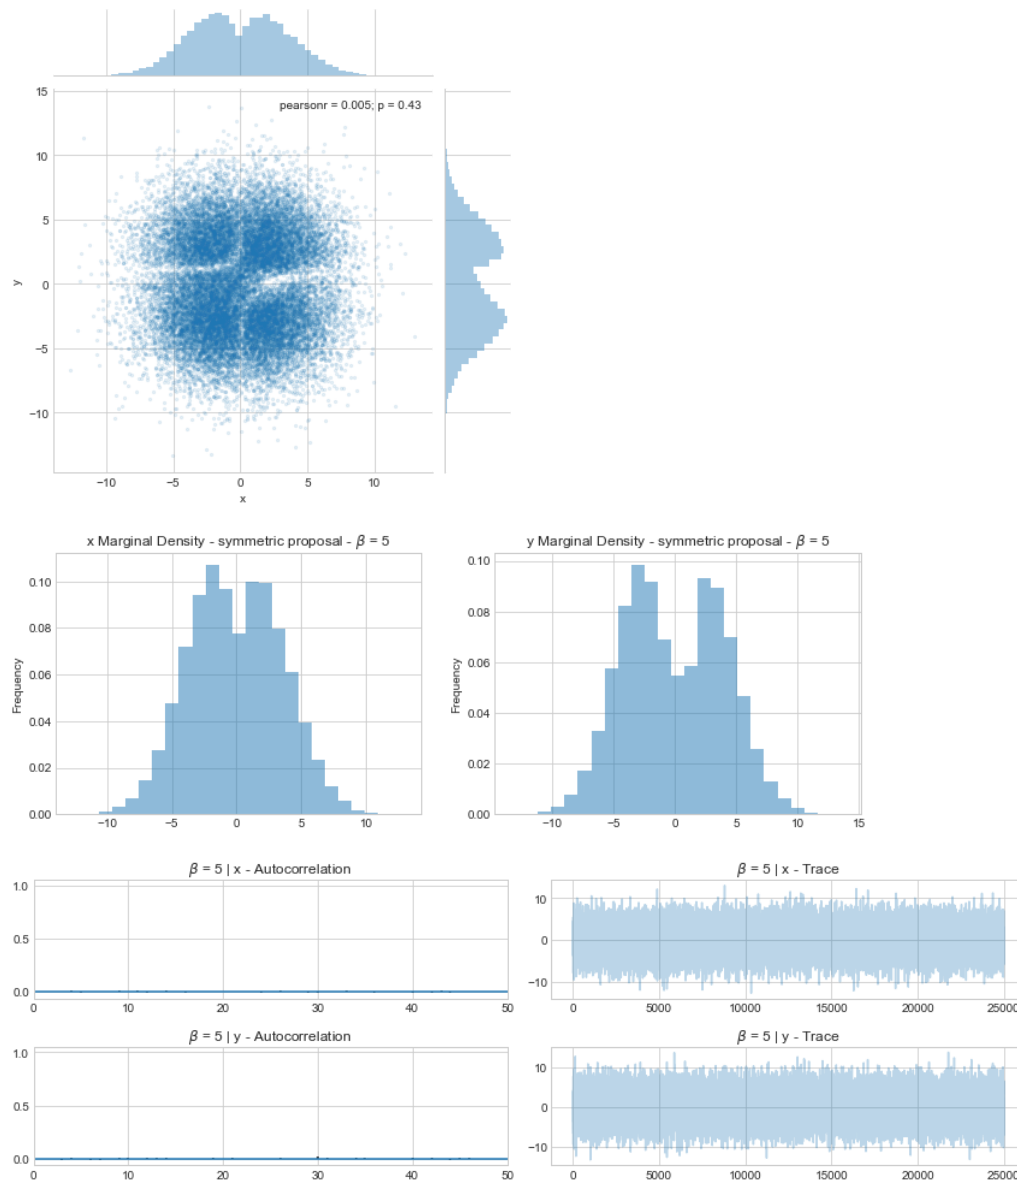 pearsonr = 0.005; p = 0.43
15
10
5
0
−5
−10
y
−10 −5 0 5 10
x
x Marginal Density - symmetric proposal - β = 5
0.10
0.08
0.06
0.04
0.02
0.00
Frequency
−10 −5 0 5 10
y Marginal Density - symmetric proposal - β = 5
0.10
0.08
0.06
0.04
0.02
0.00
Frequency
−10 −5 0 5 10 15
β = 5 | x - Autocorrelation
1.0
0.5
0.0
0 10 20 30 40 50
β = 5 | x - Trace
10
0
−10
0 5000 10000 15000 20000 25000
β = 5 | y - Autocorrelation
1.0
0.5
0.0
0 10 20 30 40 50
β = 5 | y - Trace
10
0
−10
0 5000 10000 15000 20000 25000